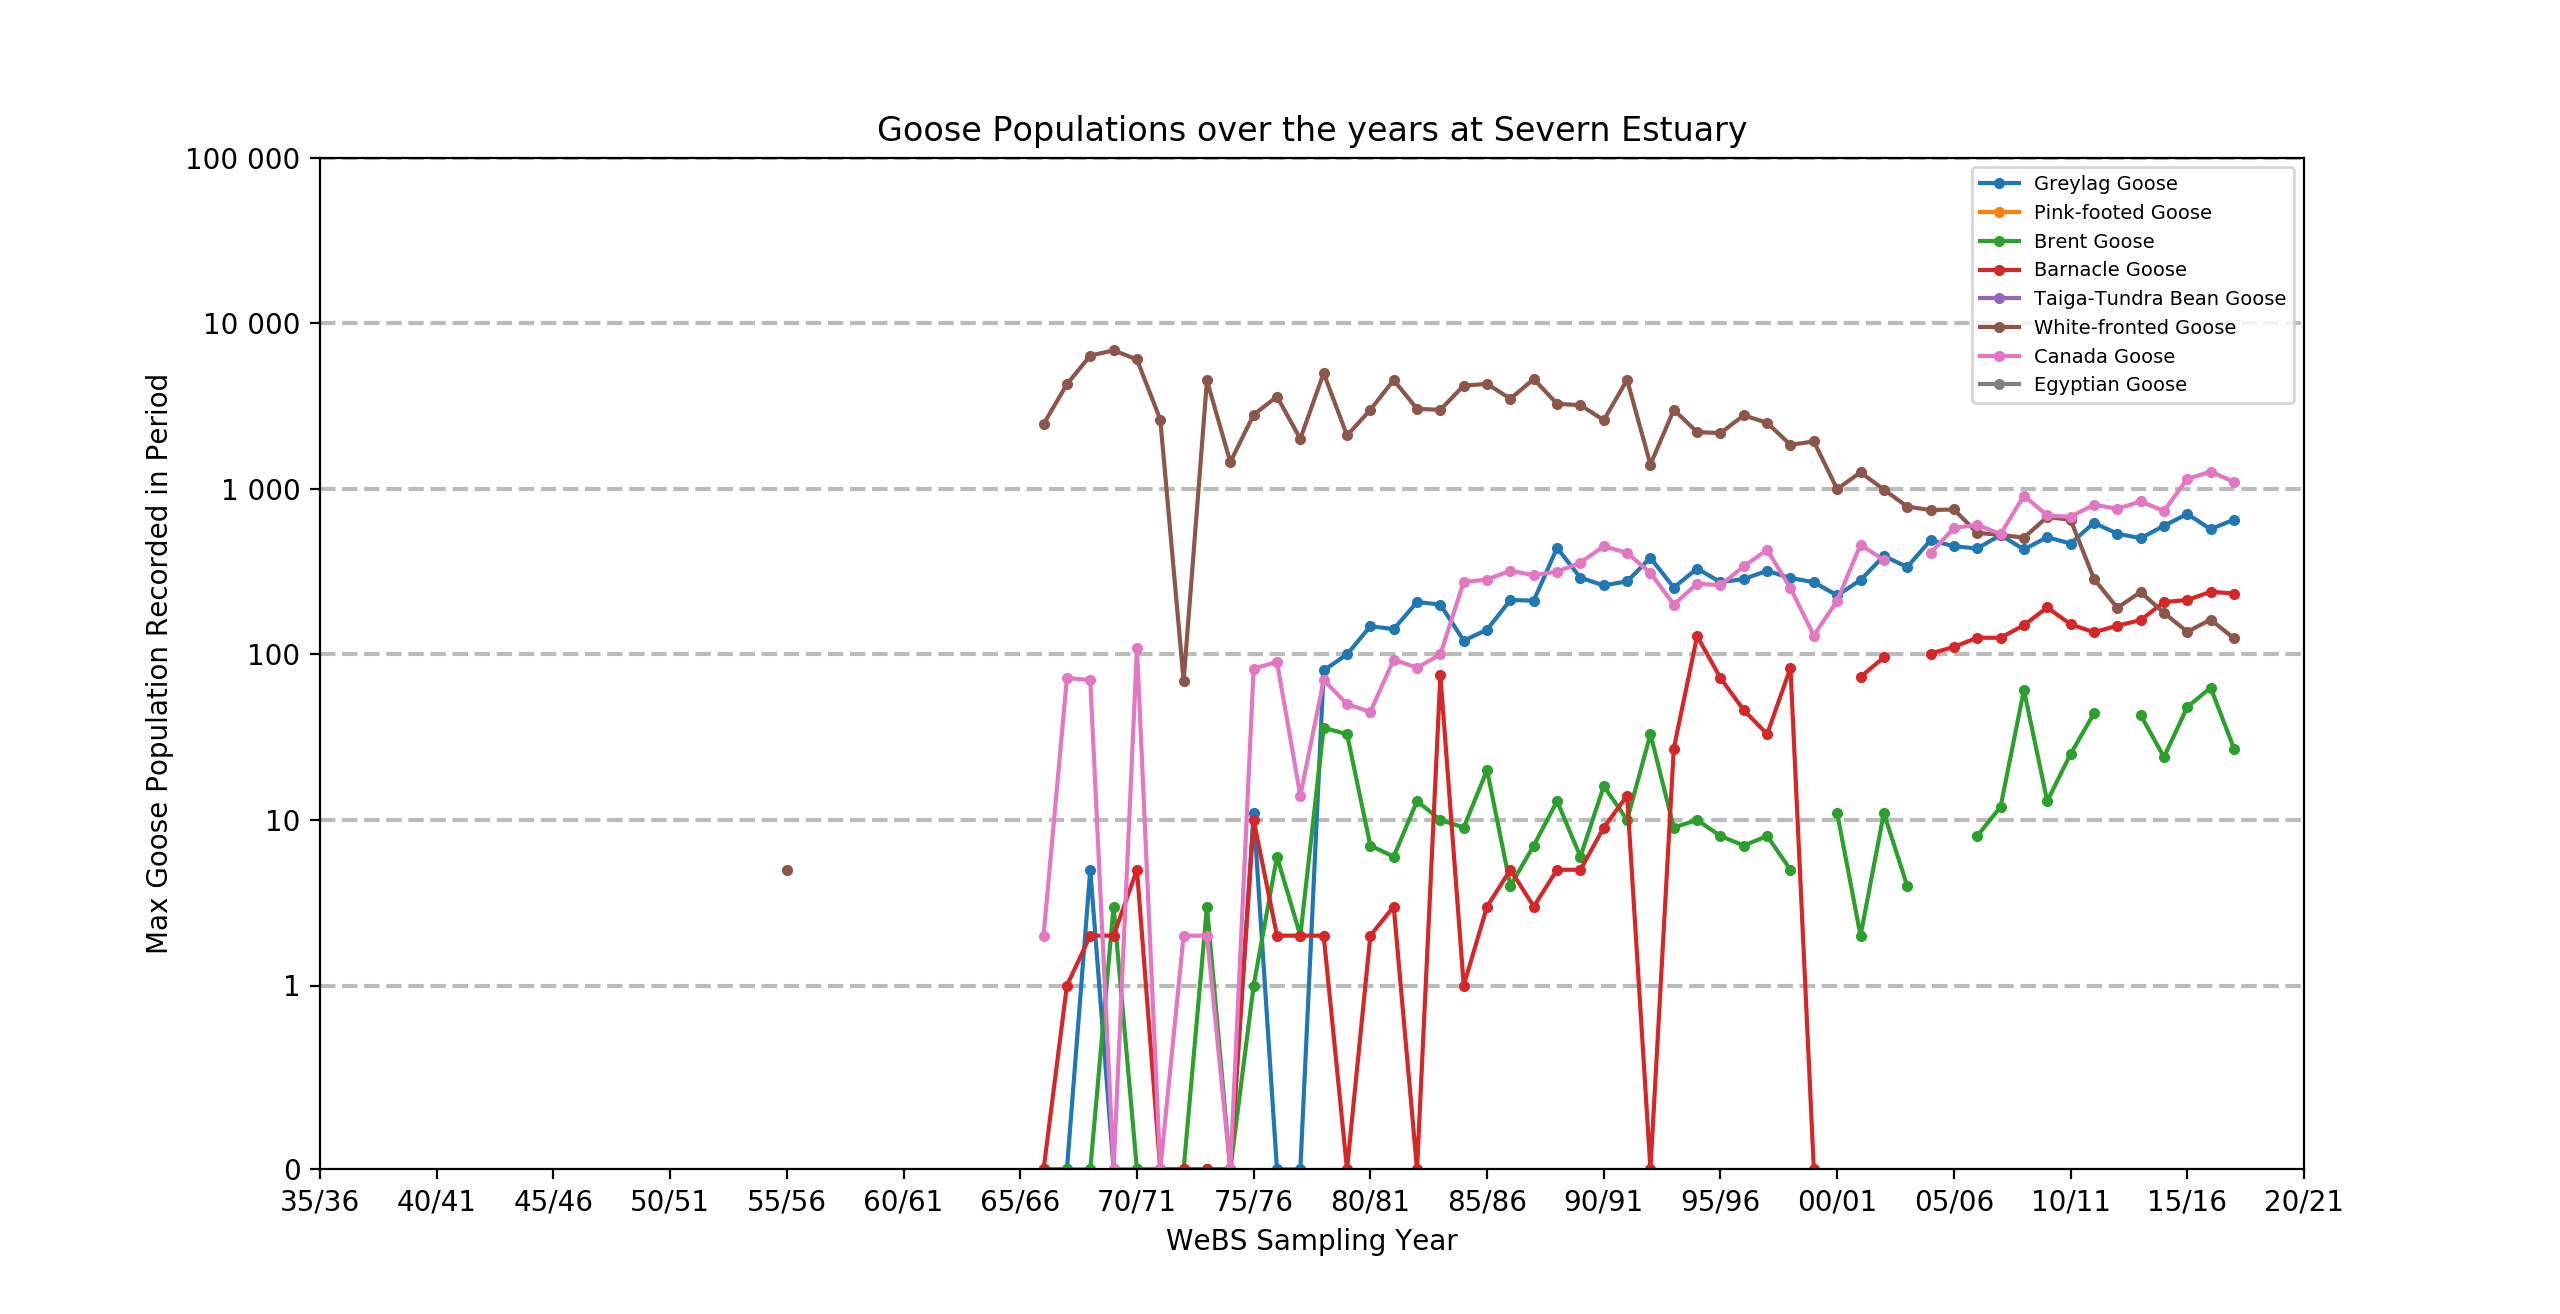 Goose Populations over the years at Severn Estuary
100 000
10 000
1 000
100
10
1
0
Max Goose Population Recorded in Period
Greylag Goose
Pink-footed Goose
Brent Goose
Barnacle Goose
Taiga-Tundra Bean Goose
White-fronted Goose
Canada Goose
Egyptian Goose
35/36 40/41 45/46 50/51 55/56 60/61 65/66 70/71 75/76 80/81 85/86 90/91 95/96 00/01 05/06 10/11 15/16 20/21
WeBS Sampling Year